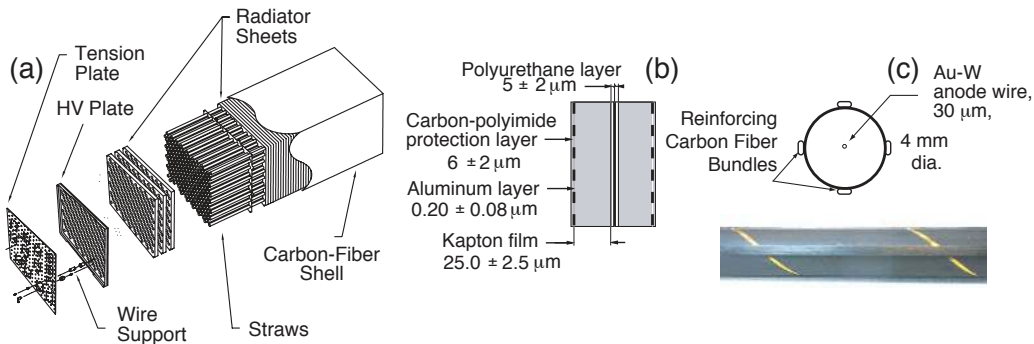 (a)
Tension
Plate
HV Plate
Radiator
Sheets
Carbon-Fiber
Shell
Wire
Support
Straws
(b)
Polyurethane layer
5 ± 2 µm
Carbon-polyimide
protection layer
6 ± 2 µm
Aluminum layer
0.20 ± 0.08 µm
Kapton film
25.0 ± 2.5 µm
(c)
Au-W
anode wire,
30 µm,
Reinforcing
Carbon Fiber
Bundles
4 mm
dia.